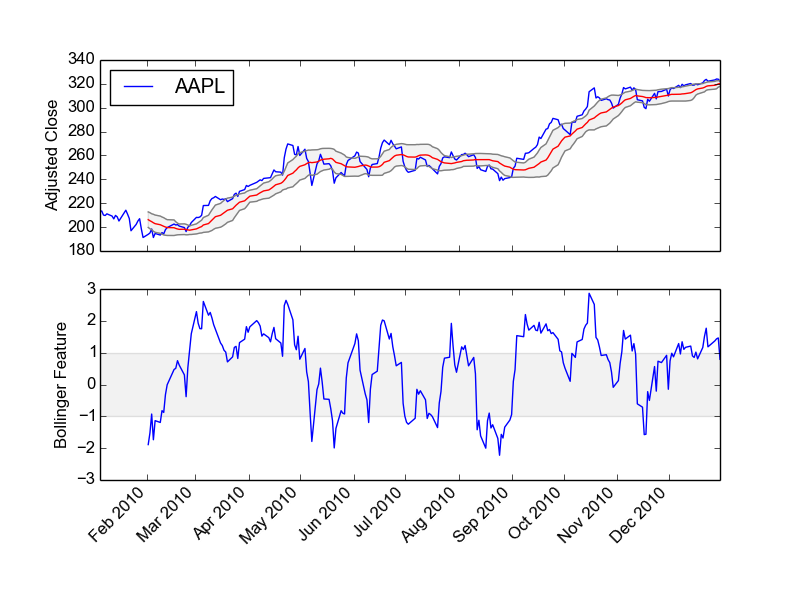 340
320
300
280
260
240
220
200
180
Adjusted Close
AAPL
3
2
1
0
−1
−2
−3
Bollinger Feature
Feb 2010
Mar 2010
Apr 2010
May 2010
Jun 2010
Jul 2010
Aug 2010
Sep 2010
Oct 2010
Nov 2010
Dec 2010